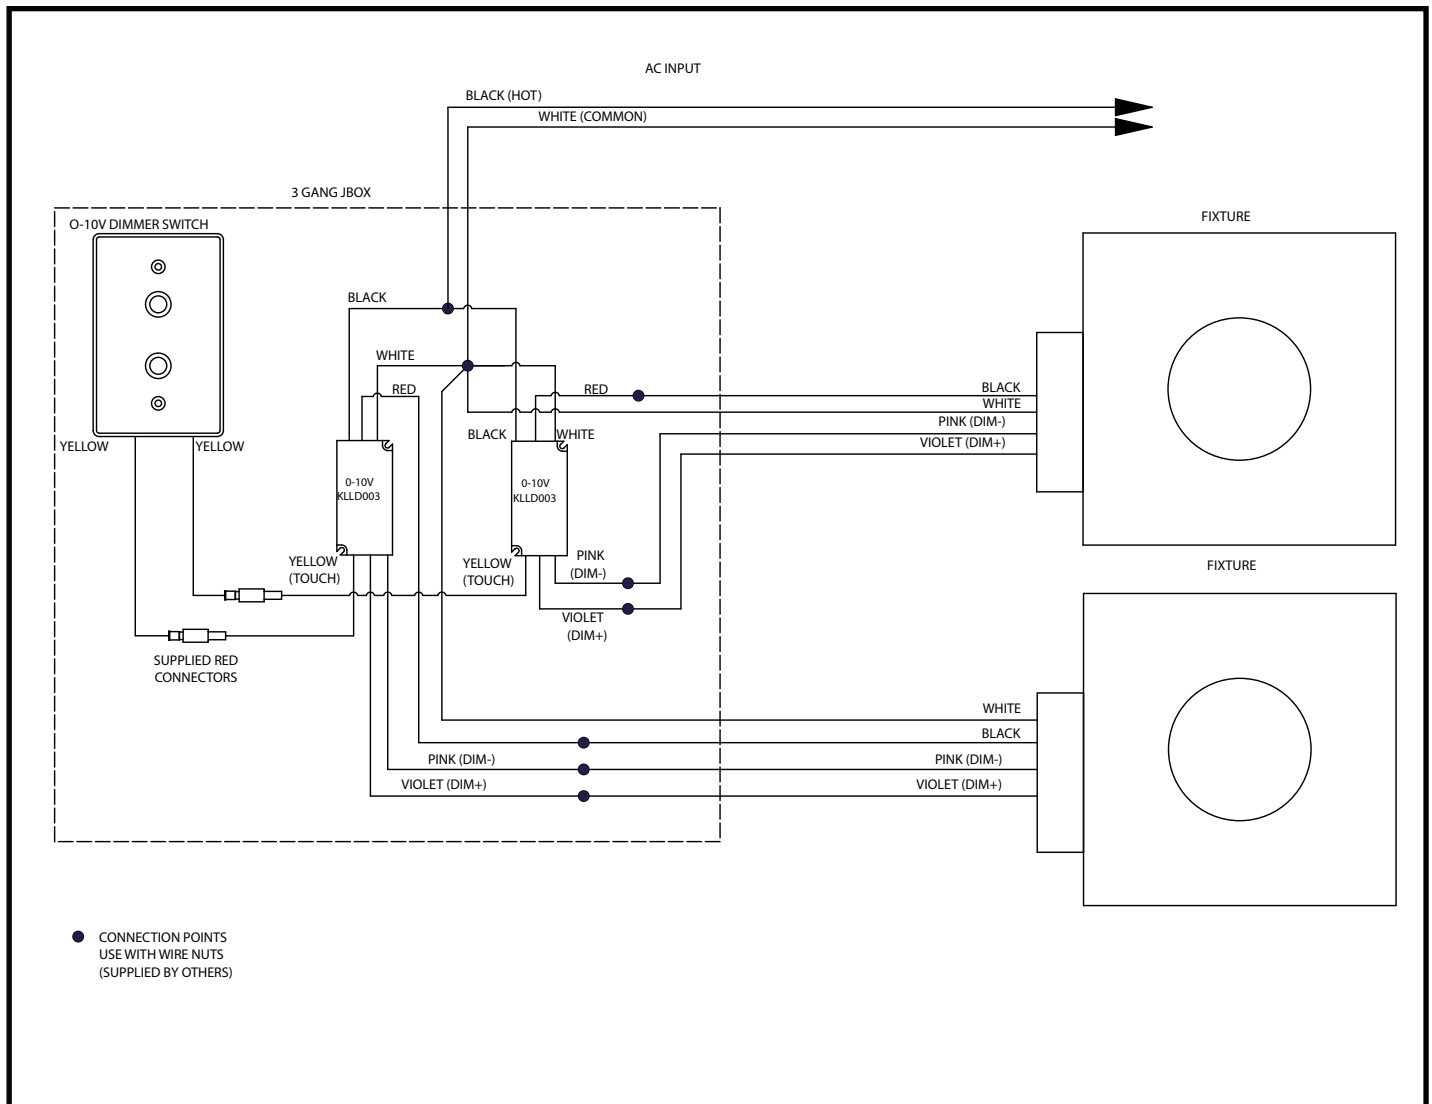 AC INPUT
BLACK (HOT)
WHITE (COMMON)
3 GANG JBOX
O-10V DIMMER SWITCH
FIXTURE
BLACK
WHITE
RED
RED
BLACK
WHITE
PINK (DIM-)
VIOLET (DIM+)
BLACK
WHITE
YELLOW
YELLOW
0-10V
KLLD003
0-10V
KLLD003
YELLOW
(TOUCH)
YELLOW
(TOUCH)
PINK
(DIM-)
VIOLET
(DIM+)
FIXTURE
SUPPLIED RED
CONNECTORS
WHITE
BLACK
PINK (DIM-)
PINK (DIM-)
VIOLET (DIM+)
VIOLET (DIM+)
CONNECTION POINTS
USE WITH WIRE NUTS
(SUPPLIED BY OTHERS)